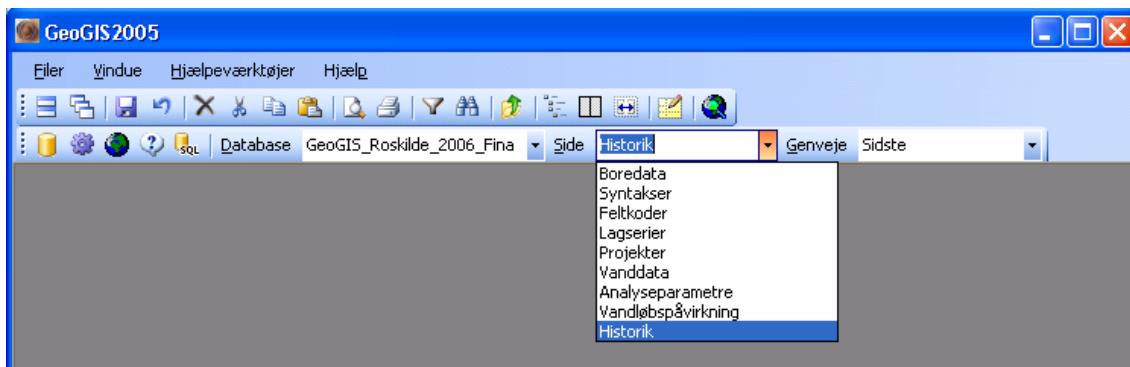 GeoGIS2005
Filer Vindue Hjælpeværktøjer Hjælp
SQL Database GeoGIS_Roskilde_2006_Fina Side Historik Genveje Sidste
Boredata
Syntakser
Feltkoder
Lagserier
Projekter
Vanddata
Analyseparametre
Vandløbspåvirkning
Historik